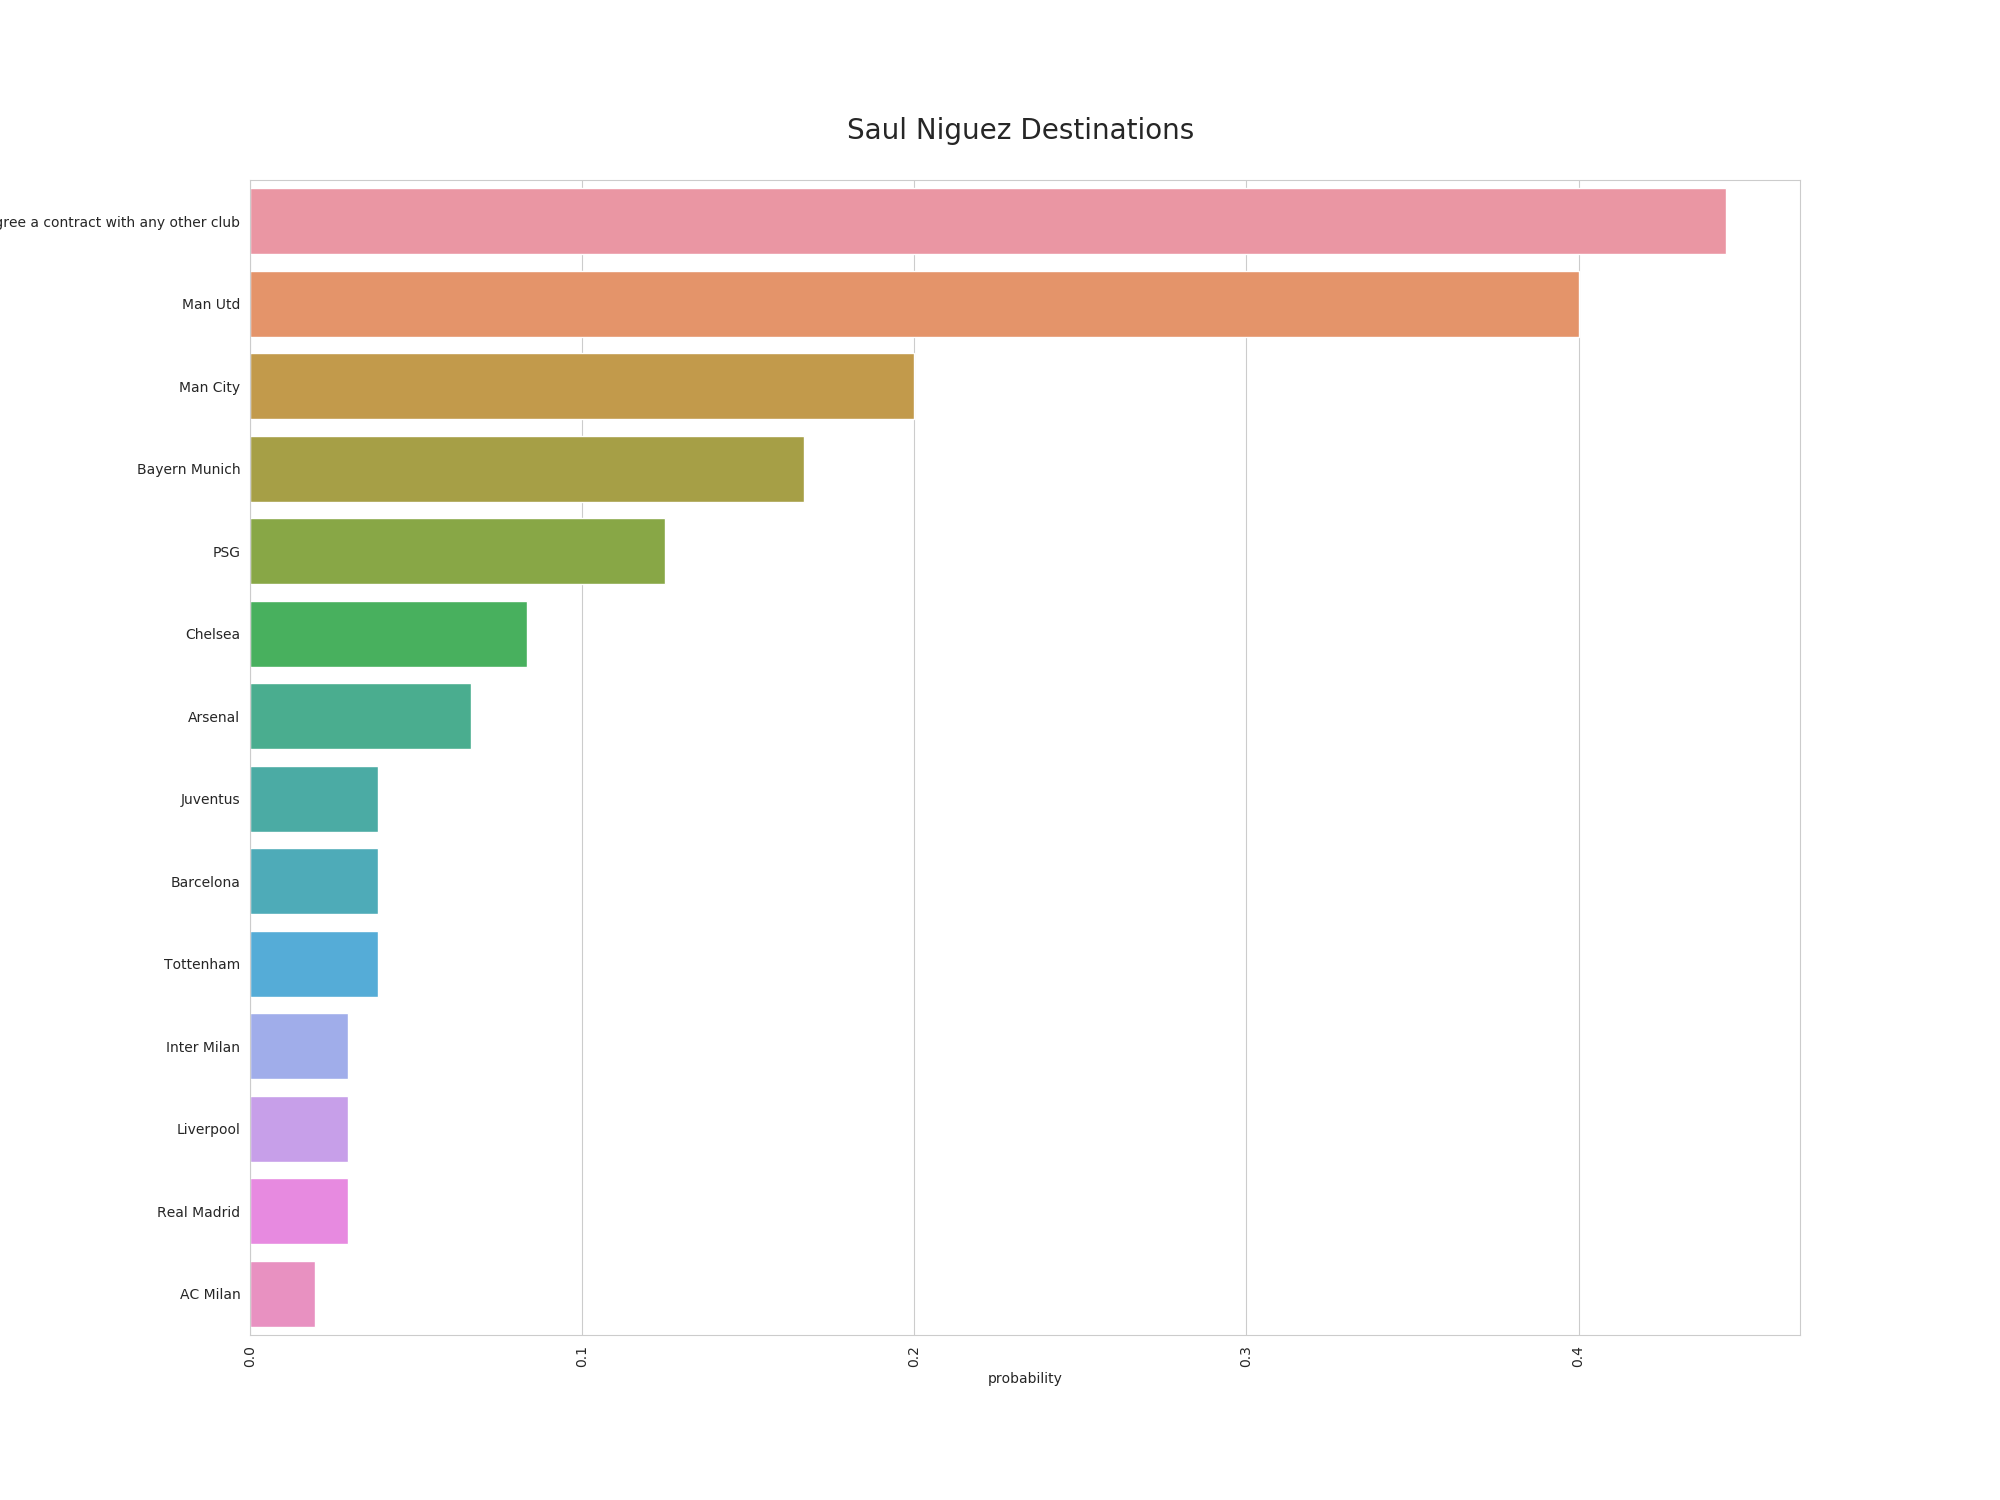 Saul Niguez Destinations
gree a contract with any other club
Man Utd
Man City
Bayern Munich
PSG
Chelsea
Arsenal
Juventus
Barcelona
Tottenham
Inter Milan
Liverpool
Real Madrid
AC Milan
0.0 0.1 0.2 0.3 0.4
probability